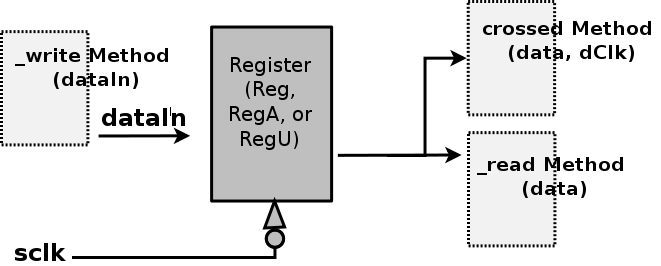 _write Method
(dataIn)
dataIn
Register
(Reg,
RegA, or
RegU)
crossed Method
(data, dClk)
_read Method
(data)
sclk